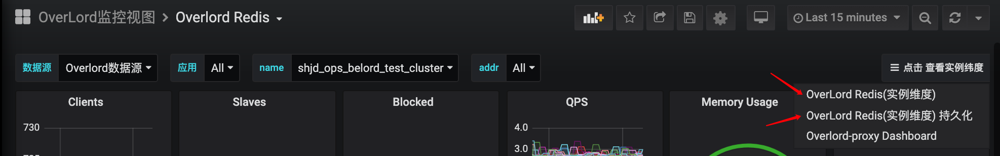 OverLord监控视图 > Overlord Redis
Last 15 minutes
数据源 Overlord数据源
应用 All
name shjd_ops_belord_test_cluster
addr All
点击 查看实例纬度
OverLord Redis(实例维度)
OverLord Redis(实例维度) 持久化
Overlord-proxy Dashboard
Clients
730
Slaves
Blocked
QPS
4.0
3.0
Memory Usage